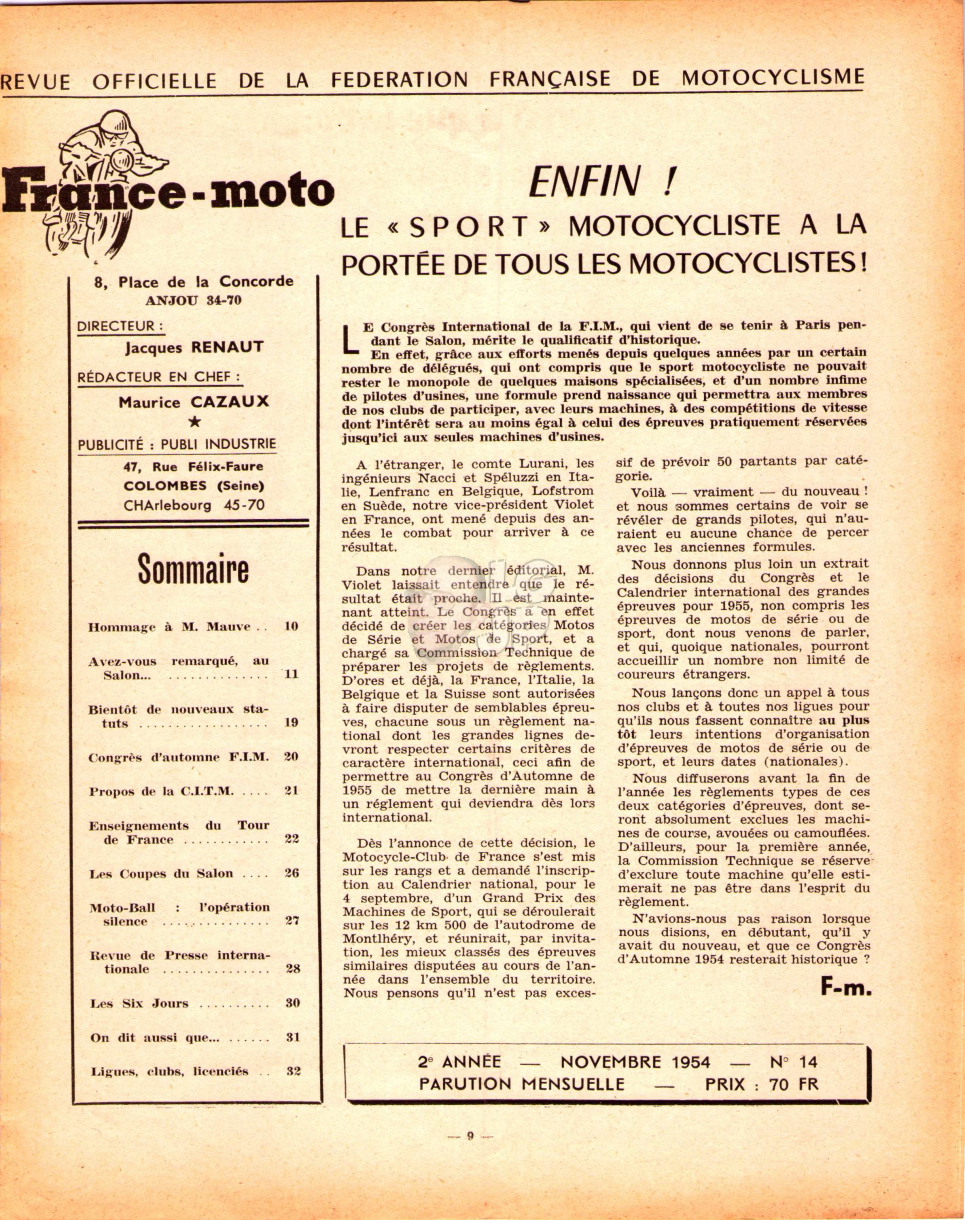 REVUE OFFICIELLE DE LA FEDERATION FRANÇAISE DE MOTOCYCLISME
France-moto
8, Place de la Concorde
ANJOU 34-70
DIRECTEUR :
Jacques RENAUT
RÉDACTEUR EN CHEF :
Maurice CAZAUX
★
PUBLICITÉ : PUBLI INDUSTRIE
47, Rue Félix-Faure
COLOMBES (Seine)
CHArlebourg 45-70
Sommaire
Hommage à M. Mauve .. 10
Avez-vous remarqué, au
Salon... .............. 11
Bientôt de nouveaux sta-
tuts .................. 19
Congrès d'automne F.I.M. 20
Propos de la C.I.T.M. .... 21
Enseignements du Tour
de France ............ 22
Les Coupes du Salon .... 26
Moto-Ball : l'opération
silence ............... 27
Revue de Presse interna-
tionale ............... 28
Les Six Jours .......... 30
On dit aussi que... ...... 31
Ligues, clubs, licenciés .. 32
ENFIN !
LE « SPORT » MOTOCYCLISTE A LA
PORTÉE DE TOUS LES MOTOCYCLISTES !
LE Congrès International de la F.I.M., qui vient de se tenir à Paris pen-
dant le Salon, mérite le qualificatif d'historique.
En effet, grâce aux efforts menés depuis quelques années par un certain
nombre de délégués, qui ont compris que le sport motocycliste ne pouvait
rester le monopole de quelques maisons spécialisées, et d'un nombre infime
de pilotes d'usines, une formule prend naissance qui permettra aux membres
de nos clubs de participer, avec leurs machines, à des compétitions de vitesse
dont l'intérêt sera au moins égal à celui des épreuves pratiquement réservées
jusqu'ici aux seules machines d'usines.
A l'étranger, le comte Lurani, les
ingénieurs Nacci et Spéluzzi en Ita-
lie, Lenfranc en Belgique, Lofstrom
en Suède, notre vice-président Violet
en France, ont mené depuis des an-
nées le combat pour arriver à ce
résultat.
Dans notre dernier éditorial, M.
Violet laissait entendre que le ré-
sultat était proche. Il est mainte-
nant atteint. Le Congrès a en effet
décidé de créer les catégories Motos
de Série et Motos de Sport, et a
chargé sa Commission Technique de
préparer les projets de règlements.
D'ores et déjà, la France, l'Italie, la
Belgique et la Suisse sont autorisées
à faire disputer de semblables épreu-
ves, chacune sous un règlement na-
tional dont les grandes lignes de-
vront respecter certains critères de
caractère international, ceci afin de
permettre au Congrès d'Automne de
1955 de mettre la dernière main à
un réglement qui deviendra dès lors
international.
Dès l'annonce de cette décision, le
Motocycle-Club de France s'est mis
sur les rangs et a demandé l'inscrip-
tion au Calendrier national, pour le
4 septembre, d'un Grand Prix des
Machines de Sport, qui se déroulerait
sur les 12 km 500 de l'autodrome de
Montlhéry, et réunirait, par invita-
tion, les mieux classés des épreuves
similaires disputées au cours de l'an-
née dans l'ensemble du territoire.
Nous pensons qu'il n'est pas exces-
sif de prévoir 50 partants par caté-
gorie.
Voilà — vraiment — du nouveau !
et nous sommes certains de voir se
révéler de grands pilotes, qui n'au-
raient eu aucune chance de percer
avec les anciennes formules.
Nous donnons plus loin un extrait
des décisions du Congrès et le
Calendrier international des grandes
épreuves pour 1955, non compris les
épreuves de motos de série ou de
sport, dont nous venons de parler,
et qui, quoique nationales, pourront
accueillir un nombre non limité de
coureurs étrangers.
Nous lançons donc un appel à tous
nos clubs et à toutes nos ligues pour
qu'ils nous fassent connaître au plus
tôt leurs intentions d'organisation
d'épreuves de motos de série ou de
sport, et leurs dates (nationales).
Nous diffuserons avant la fin de
l'année les règlements types de ces
deux catégories d'épreuves, dont se-
ront absolument exclues les machi-
nes de course, avouées ou camouflées.
D'ailleurs, pour la première année,
la Commission Technique se réserve
d'exclure toute machine qu'elle esti-
merait ne pas être dans l'esprit du
règlement.
N'avions-nous pas raison lorsque
nous disions, en débutant, qu'il y
avait du nouveau, et que ce Congrès
d'Automne 1954 resterait historique ?
F-m.
2e ANNÉE — NOVEMBRE 1954 — N° 14
PARUTION MENSUELLE — PRIX : 70 FR
— 9 —